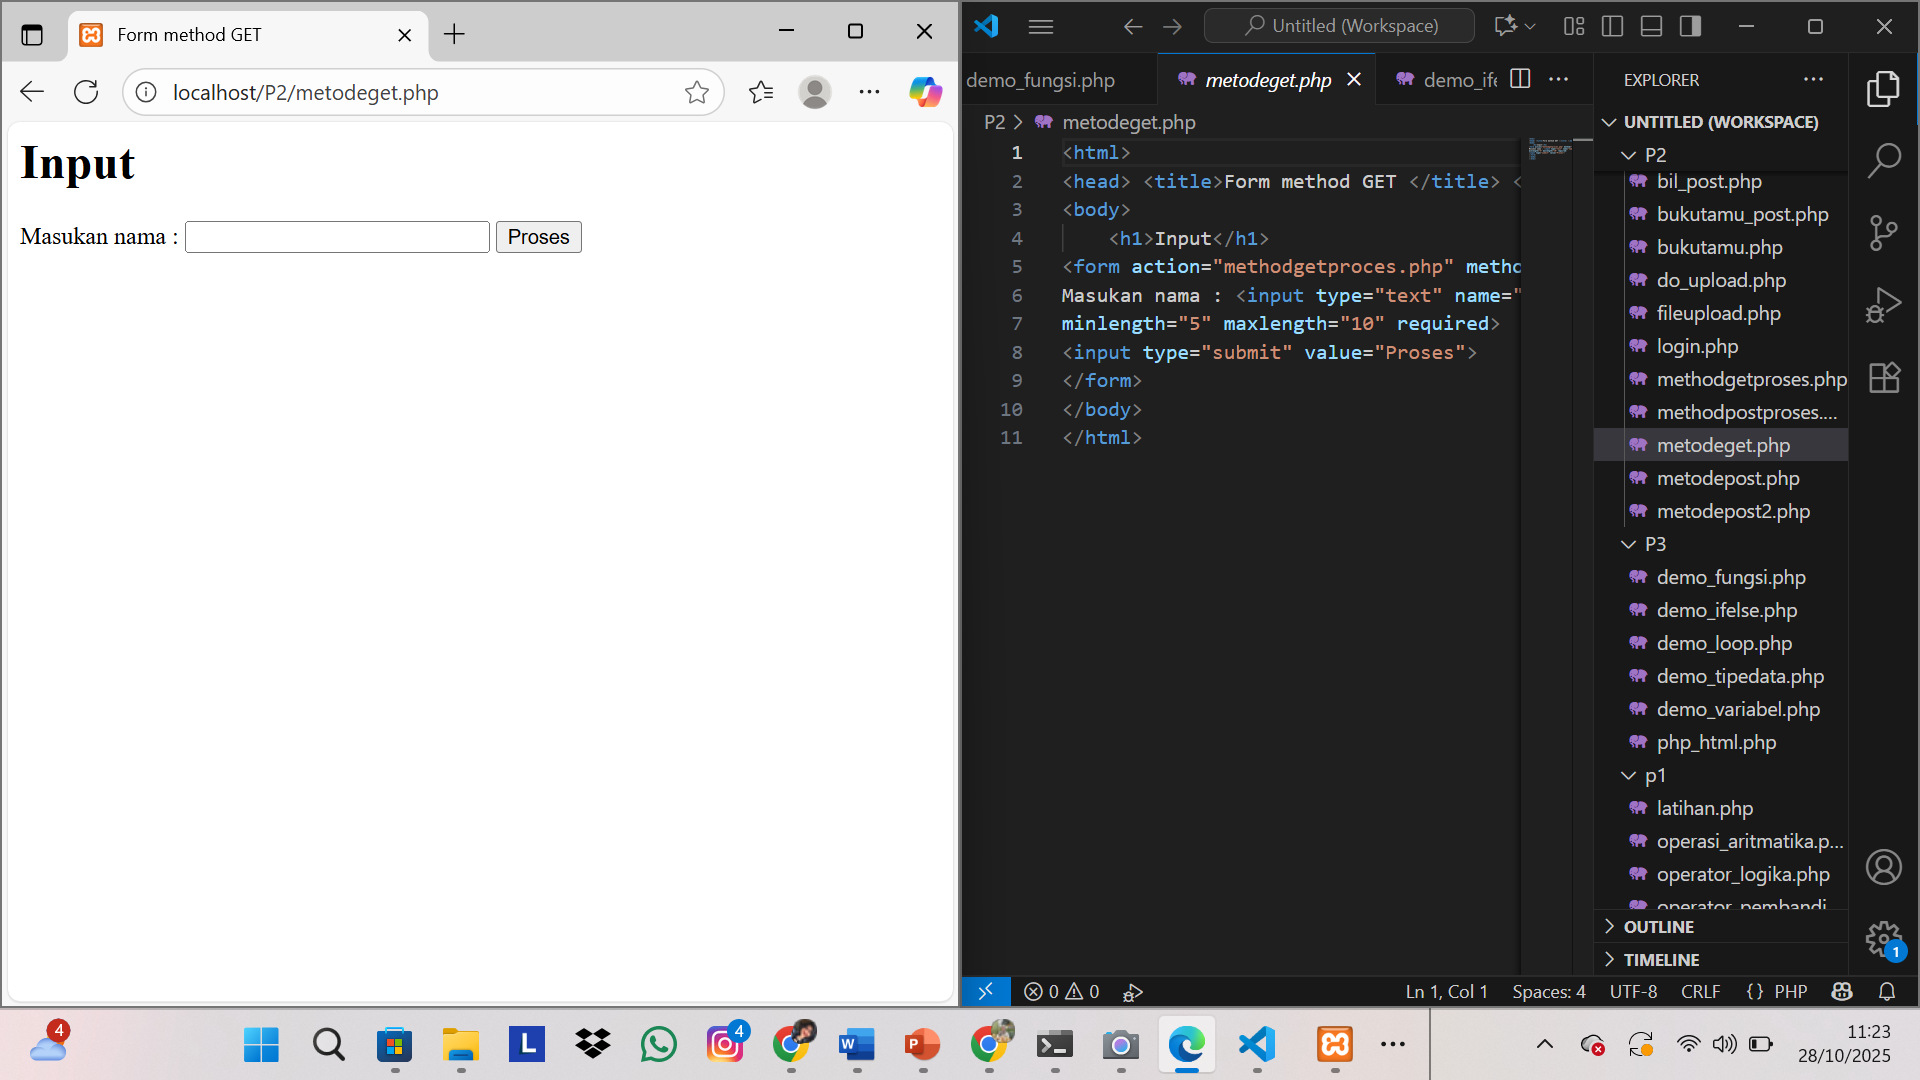 Form method GET
localhost/P2/metodeget.php
Input
Masukan nama :
Proses
Untitled (Workspace)
demo_fungsi.php
metodeget.php
demo_ife
P2 > metodeget.php
1 <html>
2 <head> <title>Form method GET </title> <
3 <body>
4 <h1>Input</h1>
5 <form action="methodgetproces.php" metho
6 Masukan nama : <input type="text" name="
7 minlength="5" maxlength="10" required>
8 <input type="submit" value="Proses">
9 </form>
10 </body>
11 </html>
EXPLORER
UNTITLED (WORKSPACE)
P2
bil_post.php
bukutamu_post.php
bukutamu.php
do_upload.php
fileupload.php
login.php
methodgetproses.php
methodpostproses....
metodeget.php
metodepost.php
metodepost2.php
P3
demo_fungsi.php
demo_ifelse.php
demo_loop.php
demo_tipedata.php
demo_variabel.php
php_html.php
p1
latihan.php
operasi_aritmatika.p...
operator_logika.php
operator_pembandi
OUTLINE
TIMELINE
1
0 0
Ln 1, Col 1
Spaces: 4
UTF-8
CRLF
{} PHP
4
L
4
W
P
11:23
28/10/2025